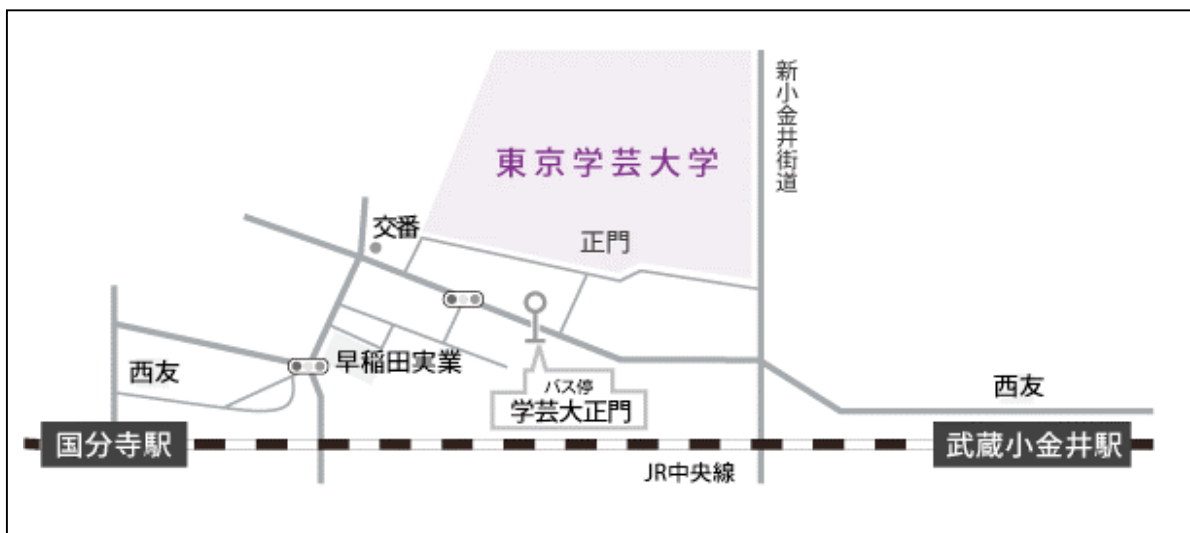 新小金井街道
東京学芸大学
交番
正門
西友
早稲田実業
バス停
学芸大正門
西友
国分寺駅
武蔵小金井駅
JR中央線